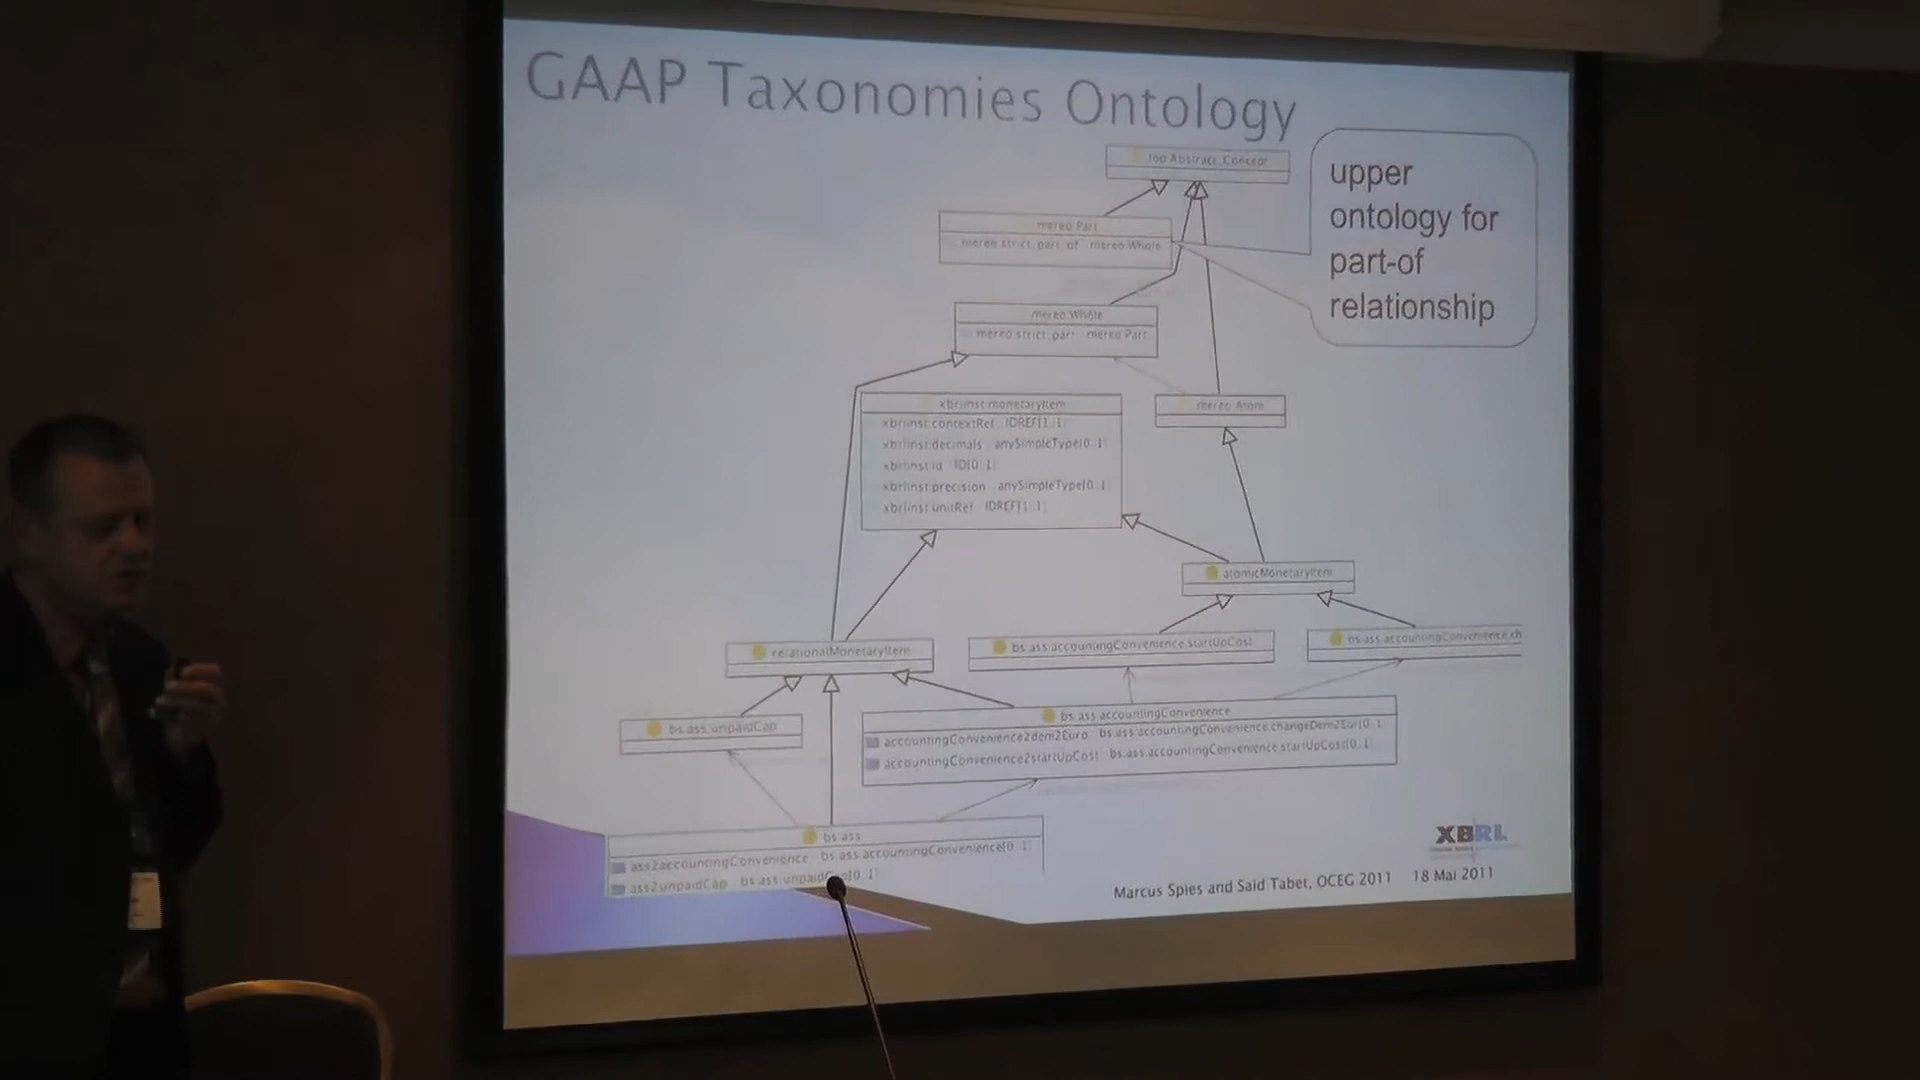 GAAP Taxonomies Ontology
Top.Abstract.Concept
upper
ontology for
part-of
relationship
mereo.Part
mereo.strict_part_of mereo.Whole
mereo.Whole
mereo.strict_part mereo.Part
xbrlinst.monetaryItem
xbrlinst.contextRef IDREF[1..1]
xbrlinst.decimals anySimpleType[0..1]
xbrlinst.id ID[0..1]
xbrlinst.precision anySimpleType[0..1]
xbrlinst.unitRef IDREF[1..1]
mereo.Atom
atomicMonetaryItem
relationalMonetaryItem
bs.ass.accountingConvenience.startUpCost
bs.ass.accountingConvenience.ch
bs.ass.unpaidCap
bs.ass.accountingConvenience
accountingConvenience2dem2Euro bs.ass.accountingConvenience.changeDem2Eur[0..1]
accountingConvenience2startUpCost bs.ass.accountingConvenience.startUpCost[0..1]
bs.ass
ass2accountingConvenience bs.ass.accountingConvenience[0..1]
ass2unpaidCap bs.ass.unpaidCap[0..1]
XBRL
Marcus Spies and Said Tabet, OCEG 2011 18 Mai 2011